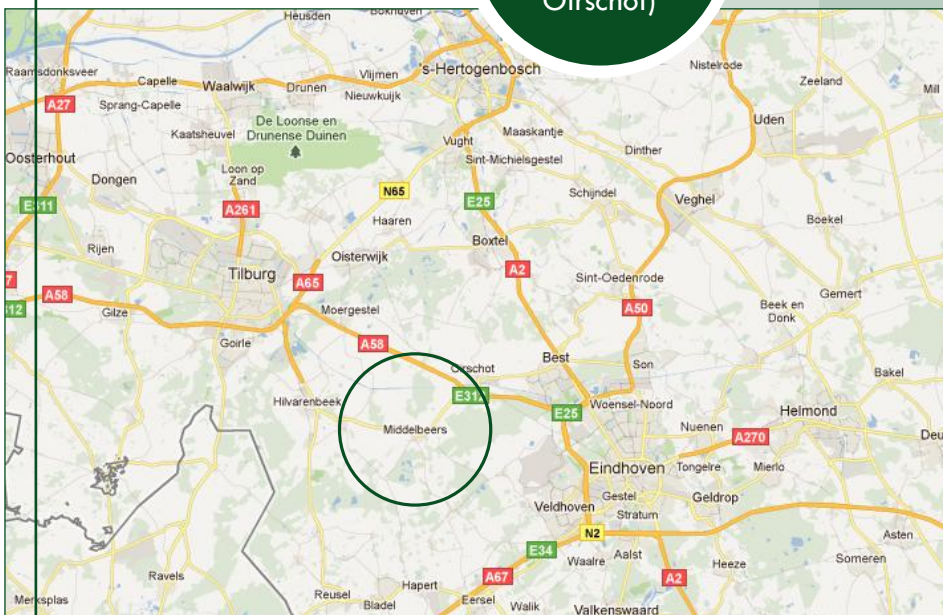 Oirschot)
Heusden
Bokhoven
Nistelrode
's-Hertogenbosch
Raamsdonksveer
Capelle
Waalwijk
Drunen
Vlijmen
Nieuwkuijk
Zeeland
Mill
A27
Sprang-Capelle
De Loonse en
Drunense Duinen
Uden
Kaatsheuvel
Vught
Maaskantje
Oosterhout
Sint-Michielsgestel
Dinther
Loon op
Zand
Dongen
N65
Schijndel
Veghel
E311
A261
E25
Haaren
Boekel
Rijen
Oisterwijk
Boxtel
Tilburg
A2
A65
Sint-Oedenrode
A58
Gemert
Beek en
Donk
A50
Gilze
Moergestel
Goirle
A58
Best
Oirschot
Son
Bakel
E312
Hilvarenbeek
Woensel-Noord
E25
Helmond
Middelbeers
Nuenen
A270
Eindhoven
Tongelre
Mierlo
Gestel
Geldrop
Veldhoven
Stratum
N2
Asten
E34
Waalre
Aalst
Heeze
Someren
Ravels
A67
A2
Hapert
Reusel
Bladel
Eersel
Walik
Valkenswaard
Merksplas